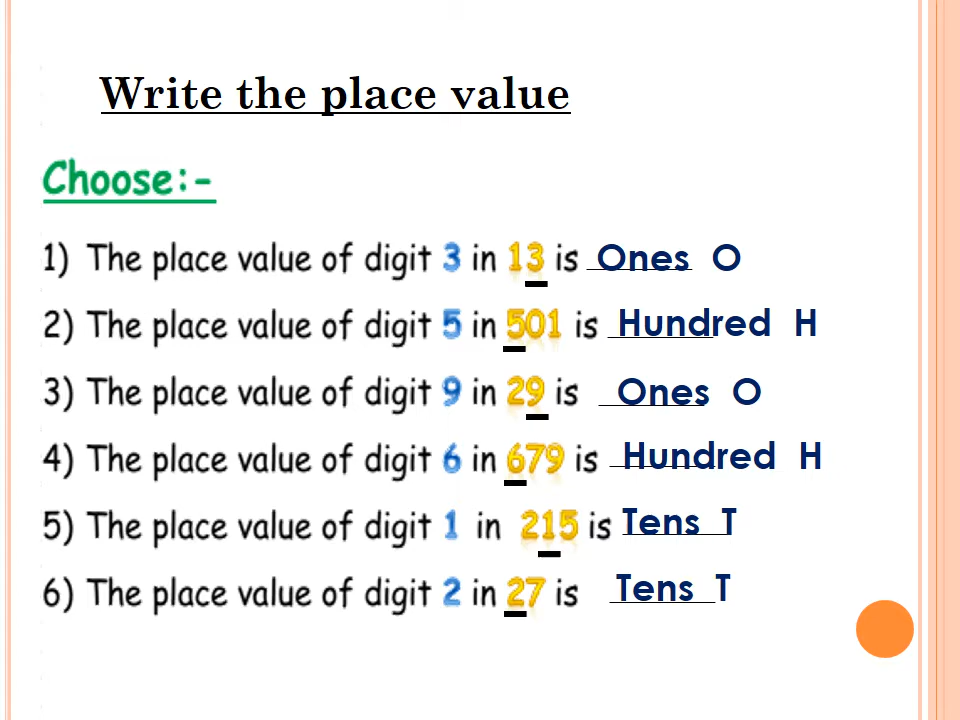 Write the place value
Choose:-
1) The place value of digit 3 in 13 is Ones O
2) The place value of digit 5 in 501 is Hundred H
3) The place value of digit 9 in 29 is Ones O
4) The place value of digit 6 in 679 is Hundred H
5) The place value of digit 1 in 215 is Tens T
6) The place value of digit 2 in 27 is Tens T